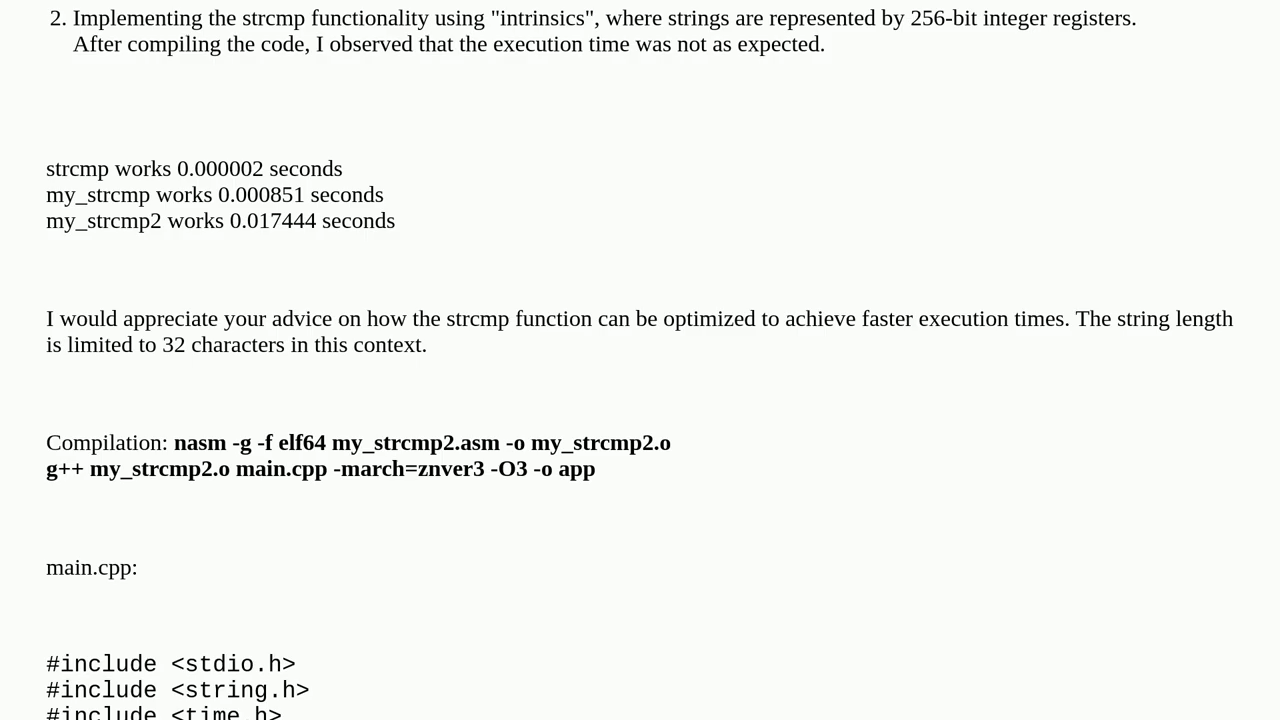 2. Implementing the strcmp functionality using "intrinsics", where strings are represented by 256-bit integer registers.
After compiling the code, I observed that the execution time was not as expected.
strcmp works 0.000002 seconds
my_strcmp works 0.000851 seconds
my_strcmp2 works 0.017444 seconds
I would appreciate your advice on how the strcmp function can be optimized to achieve faster execution times. The string length
is limited to 32 characters in this context.
Compilation: nasm -g -f elf64 my_strcmp2.asm -o my_strcmp2.o
g++ my_strcmp2.o main.cpp -march=znver3 -O3 -o app
main.cpp:
#include <stdio.h>
#include <string.h>
#include <time.h>